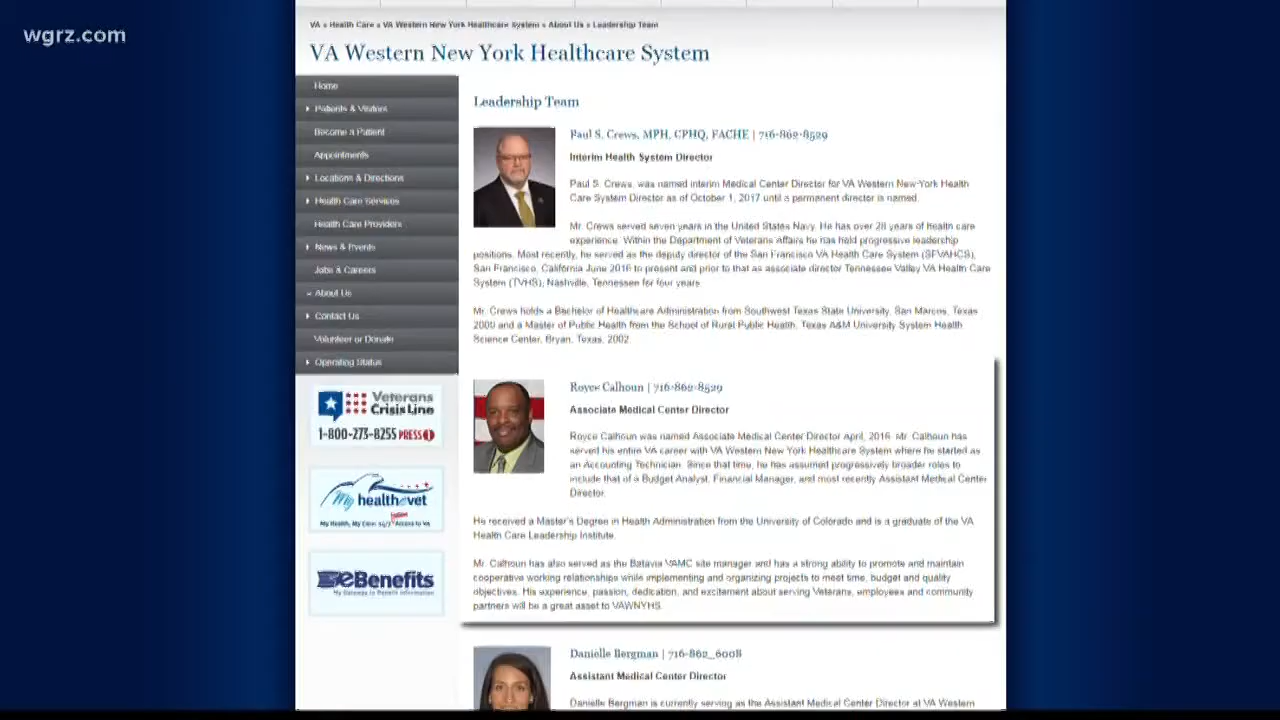 wgrz.com
VA » Health Care » VA Western New York Healthcare System » About Us » Leadership Team
VA Western New York Healthcare System
Home
Patients & Visitors
Become a Patient
Appointments
Locations & Directions
Health Care Services
Health Care Providers
News & Events
Jobs & Careers
About Us
Contact Us
Volunteer or Donate
Operating Status
Veterans
Crisis Line
1-800-273-8255 PRESS 1
My healthevet
My Health, My Care: 24/7 Online Access to VA
eBenefits
My Gateway to Benefit Information
Leadership Team
Paul S. Crews, MPH, CPHQ, FACHE | 716-862-8529
Interim Health System Director
Paul S. Crews, was named interim Medical Center Director for VA Western New-York Health
Care System Director as of October 1, 2017 until a permanent director is named.
Mr. Crews served seven years in the United States Navy. He has over 28 years of health care
experience. Within the Department of Veterans Affairs he has held progressive leadership
positions. Most recently, he served as the deputy director of the San Francisco VA Health Care System (SFVAHCS),
San Francisco, California June 2016 to present and prior to that as associate director Tennessee Valley VA Health Care
System (TVHS), Nashville, Tennessee for four years.
Mr. Crews holds a Bachelor of Healthcare Administration from Southwest Texas State University, San Marcos, Texas
2000 and a Master of Public Health from the School of Rural Public Health, Texas A&M University System Health
Science Center, Bryan, Texas, 2002.
Royce Calhoun | 716-862-8529
Associate Medical Center Director
Royce Calhoun was named Associate Medical Center Director April, 2016. Mr. Calhoun has
served his entire VA career with VA Western New York Healthcare System where he started as
an Accounting Technician. Since that time, he has assumed progressively broader roles to
include that of a Budget Analyst, Financial Manager, and most recently Assistant Medical Center
Director.
He received a Master's Degree in Health Administration from the University of Colorado and is a graduate of the VA
Health Care Leadership Institute.
Mr. Calhoun has also served as the Batavia VAMC site manager and has a strong ability to promote and maintain
cooperative working relationships while implementing and organizing projects to meet time, budget and quality
objectives. His experience, passion, dedication, and excitement about serving Veterans, employees and community
partners will be a great asset to VAWNYHS.
Danielle Bergman | 716-862_6008
Assistant Medical Center Director
Danielle Bergman is currently serving as the Assistant Medical Center Director at VA Western